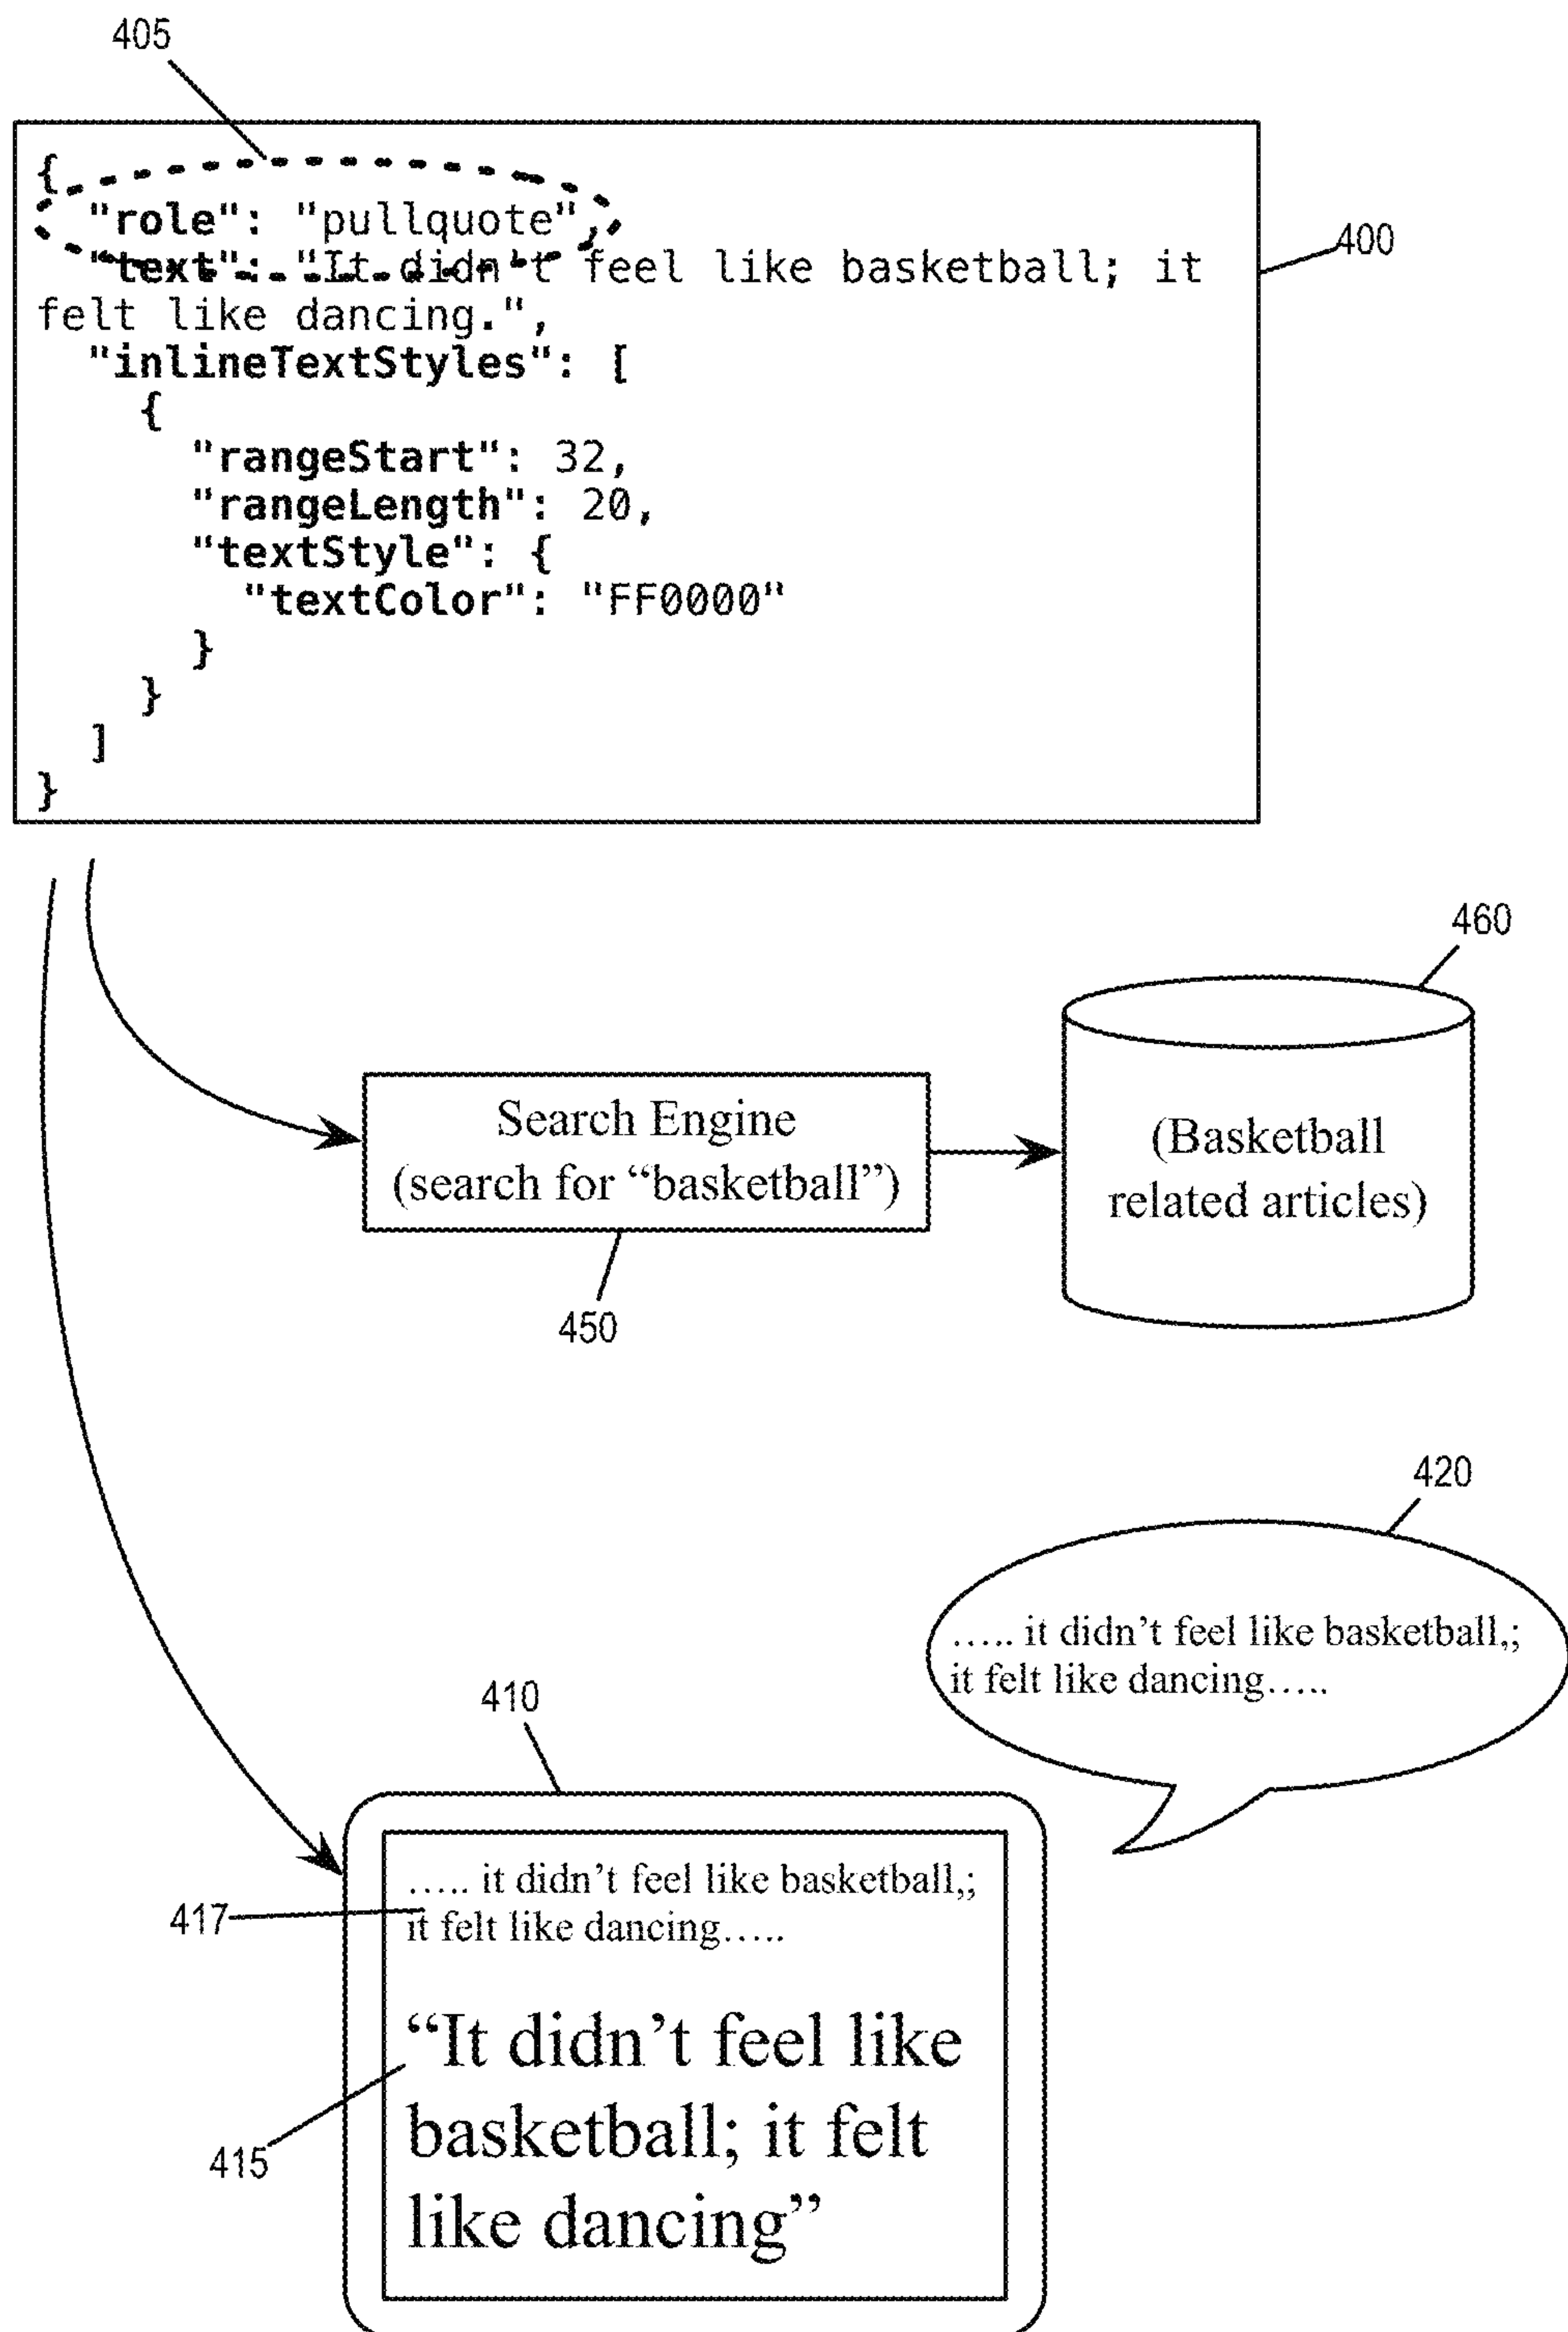 405
{
"role": "pullquote",
400
"text": "It didn't feel like basketball; it
felt like dancing.",
"inlineTextStyles": [
{
"rangeStart": 32,
"rangeLength": 20,
"textStyle": {
"textColor": "FF0000"
}
}
]
}
460
Search Engine
(search for “basketball”)
(Basketball
related articles)
450
420
….. it didn’t feel like basketball,;
it felt like dancing…..
410
….. it didn’t feel like basketball,;
417
it felt like dancing…..
“It didn’t feel like
basketball; it felt
415
like dancing”